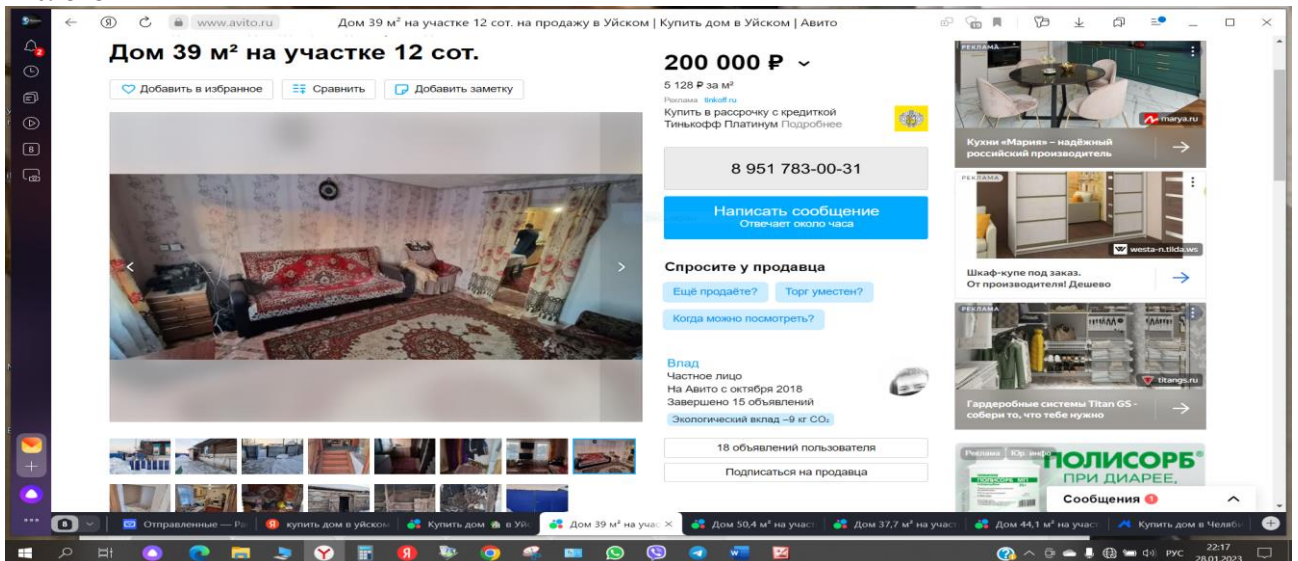 www.avito.ru
Дом 39 м² на участке 12 сот. на продажу в Уйском | Купить дом в Уйском | Авито
Дом 39 м² на участке 12 сот.
Добавить в избранное
Сравнить
Добавить заметку
200 000 ₽
5 128 ₽ за м²
Реклама tinkoff.ru
Купить в рассрочку с кредиткой
Тинькофф Платинум Подробнее
8 951 783-00-31
Написать сообщение
Отвечает около часа
Спросите у продавца
Ещё продаёте?
Торг уместен?
Когда можно посмотреть?
Влад
Частное лицо
На Авито с октября 2018
Завершено 15 объявлений
Экологический вклад –9 кг CO₂
18 объявлений пользователя
Подписаться на продавца
РЕКЛАМА
marya.ru
Кухни «Мария» – надёжный
российский производитель
РЕКЛАМА
westa-n.tilda.ws
Шкаф-купе под заказ.
От производителя! Дешево
РЕКЛАМА
titangs.ru
Гардеробные системы Titan GS -
собери то, что тебе нужно
Реклама
Юр. инфо
ПОЛИСОРБ®
ПРИ ДИАРЕЕ,
Сообщения 1
Отправленные — Ра
купить дом в уйском
Купить дом в Уйс
Дом 39 м² на учас
Дом 50,4 м² на участ
Дом 37,7 м² на участ
Дом 44,1 м² на участ
Купить дом в Челяби
РУС
22:17
28.01.2023